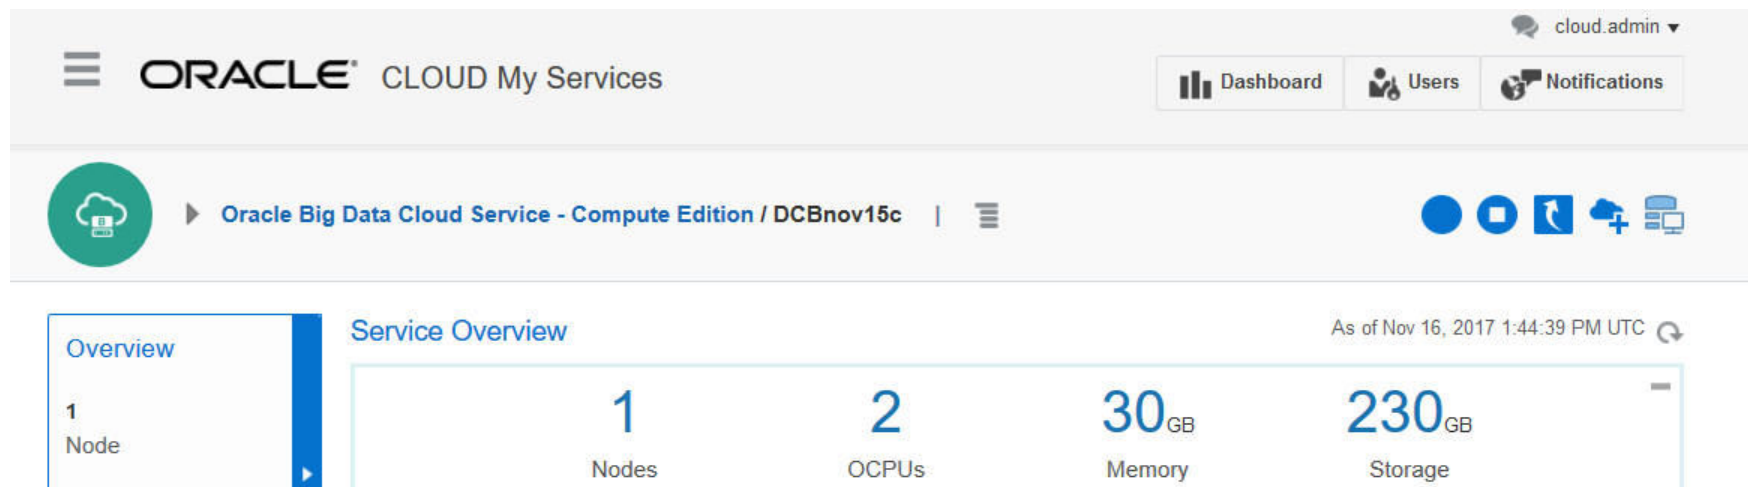 cloud.admin
ORACLE® CLOUD My Services
Dashboard Users Notifications
Oracle Big Data Cloud Service - Compute Edition / DCBnov15c |
Overview
1
Node
Service Overview
As of Nov 16, 2017 1:44:39 PM UTC
1 2 30GB 230GB
Nodes OCPUs Memory Storage